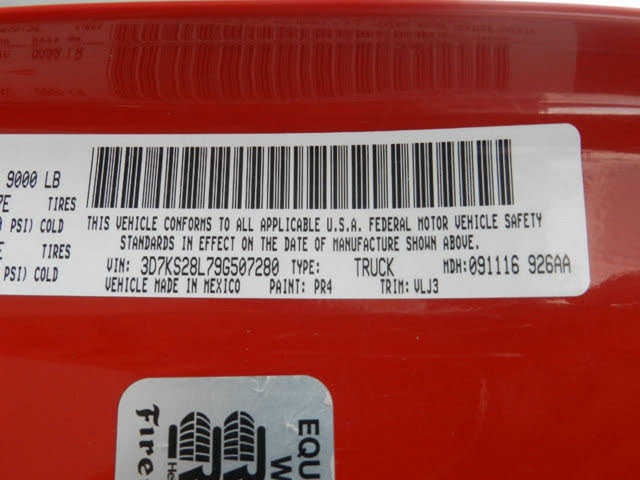 9000 LB
TIRES
PSI) COLD
TIRES
PSI) COLD
THIS VEHICLE CONFORMS TO ALL APPLICABLE U.S.A. FEDERAL MOTOR VEHICLE SAFETY
STANDARDS IN EFFECT ON THE DATE OF MANUFACTURE SHOWN ABOVE.
VIN: 3D7KS28L79G507280 TYPE: TRUCK MDH:091116 926AA
VEHICLE MADE IN MEXICO PAINT: PR4 TRIM: VLJ3
EQU
W
Fire
He